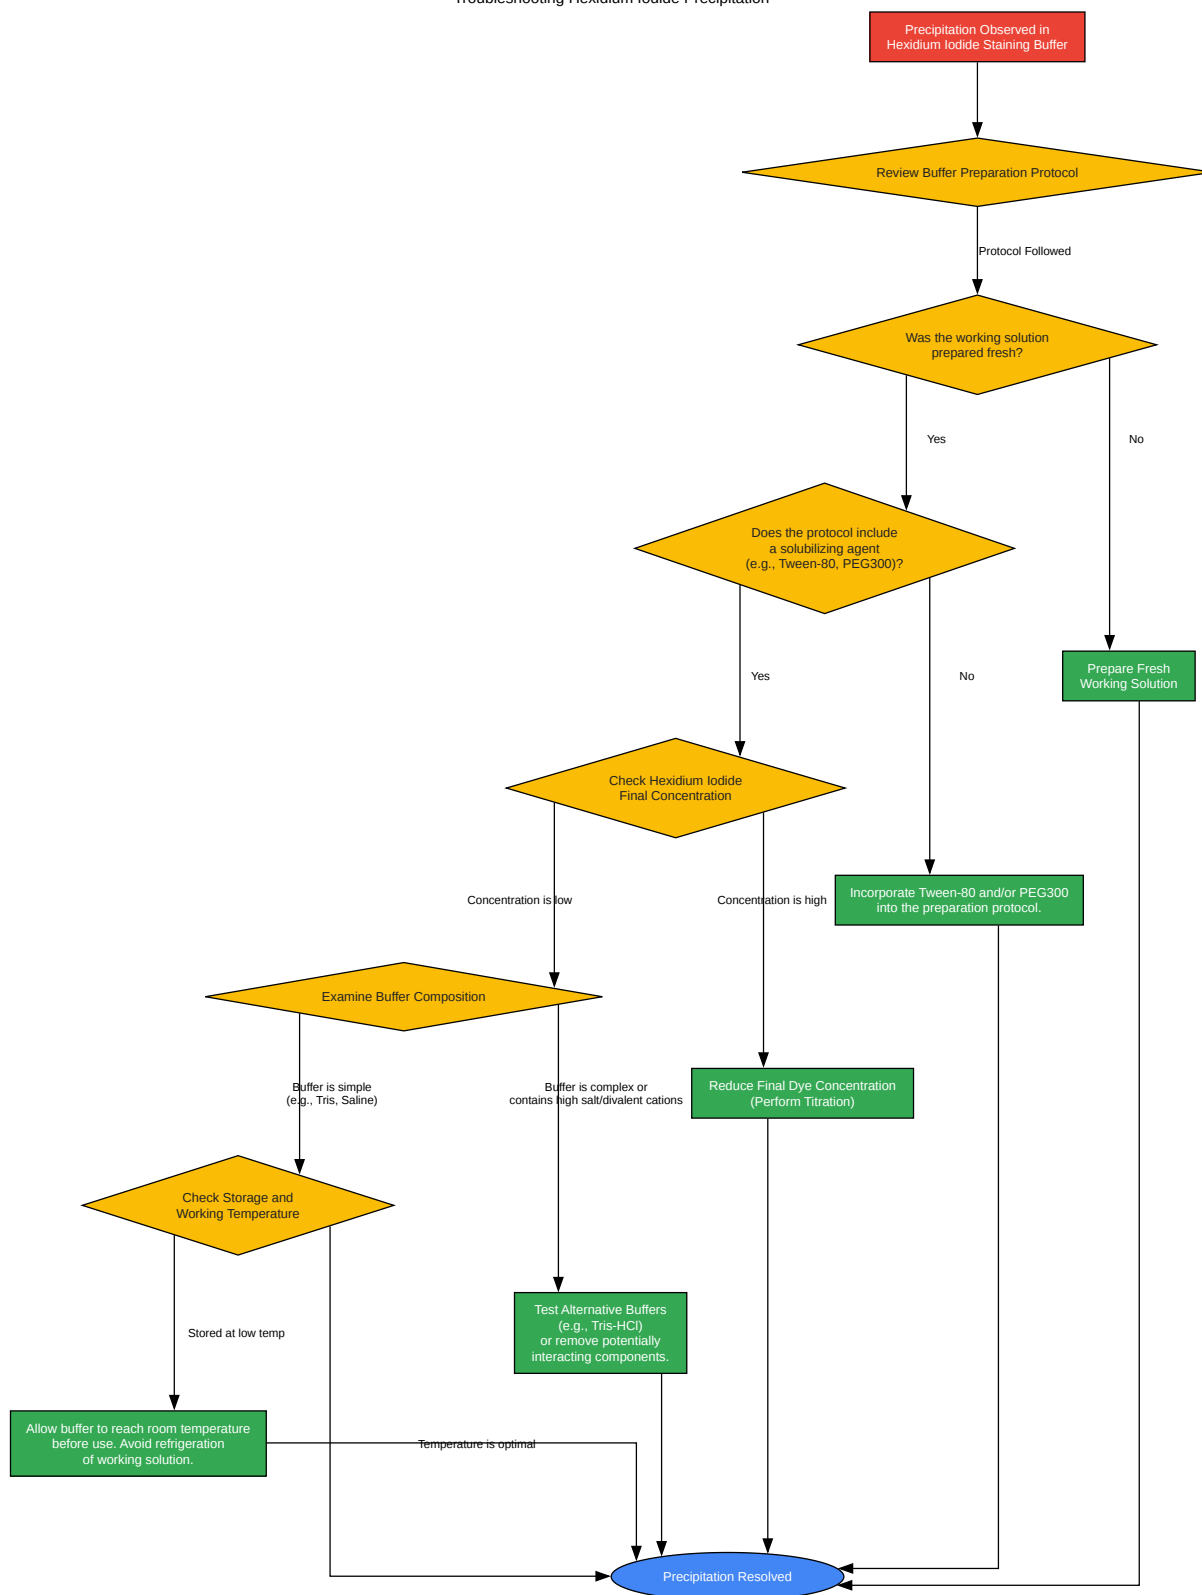 Troubleshooting Hexidium Iodide Precipitation
Precipitation Observed in
Hexidium Iodide Staining Buffer
Review Buffer Preparation Protocol
Protocol Followed
Was the working solution
prepared fresh?
Yes
No
Does the protocol include
a solubilizing agent
(e.g., Tween-80, PEG300)?
Yes
No
Prepare Fresh
Working Solution
Check Hexidium Iodide
Final Concentration
Concentration is low
Concentration is high
Incorporate Tween-80 and/or PEG300
into the preparation protocol.
Examine Buffer Composition
Buffer is simple
(e.g., Tris, Saline)
Buffer is complex or
contains high salt/divalent cations
Reduce Final Dye Concentration
(Perform Titration)
Check Storage and
Working Temperature
Stored at low temp
Test Alternative Buffers
(e.g., Tris-HCl)
or remove potentially
interacting components.
Allow buffer to reach room temperature
before use. Avoid refrigeration
of working solution.
Temperature is optimal
Precipitation Resolved